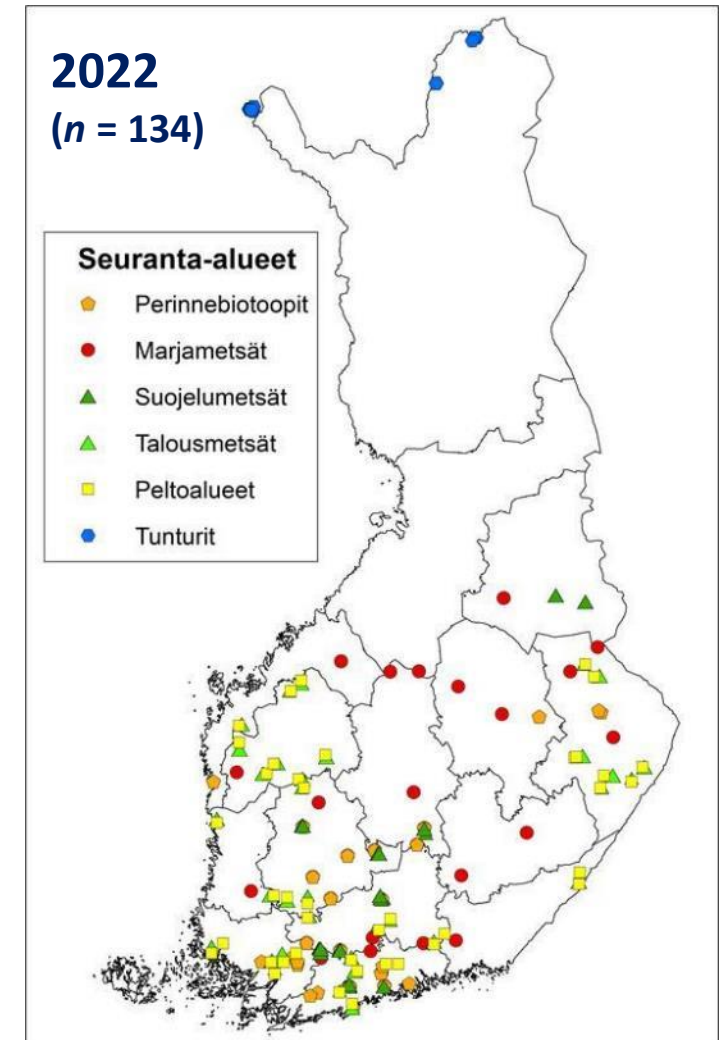 2022
(n = 134)
Seuranta-alueet
Perinnebiotoopit
Marjametsät
Suojelumetsät
Talousmetsät
Peltoalueet
Tunturit